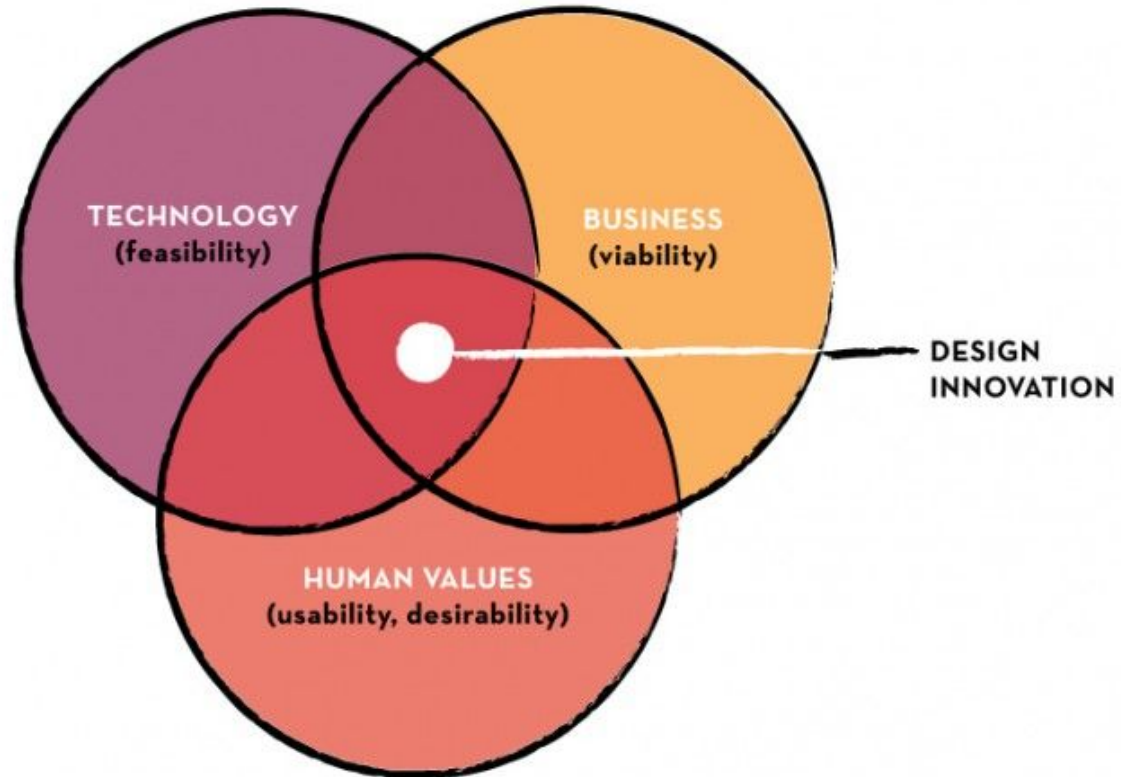 TECHNOLOGY
(feasibility)
BUSINESS
(viability)
DESIGN
INNOVATION
HUMAN VALUES
(usability, desirability)